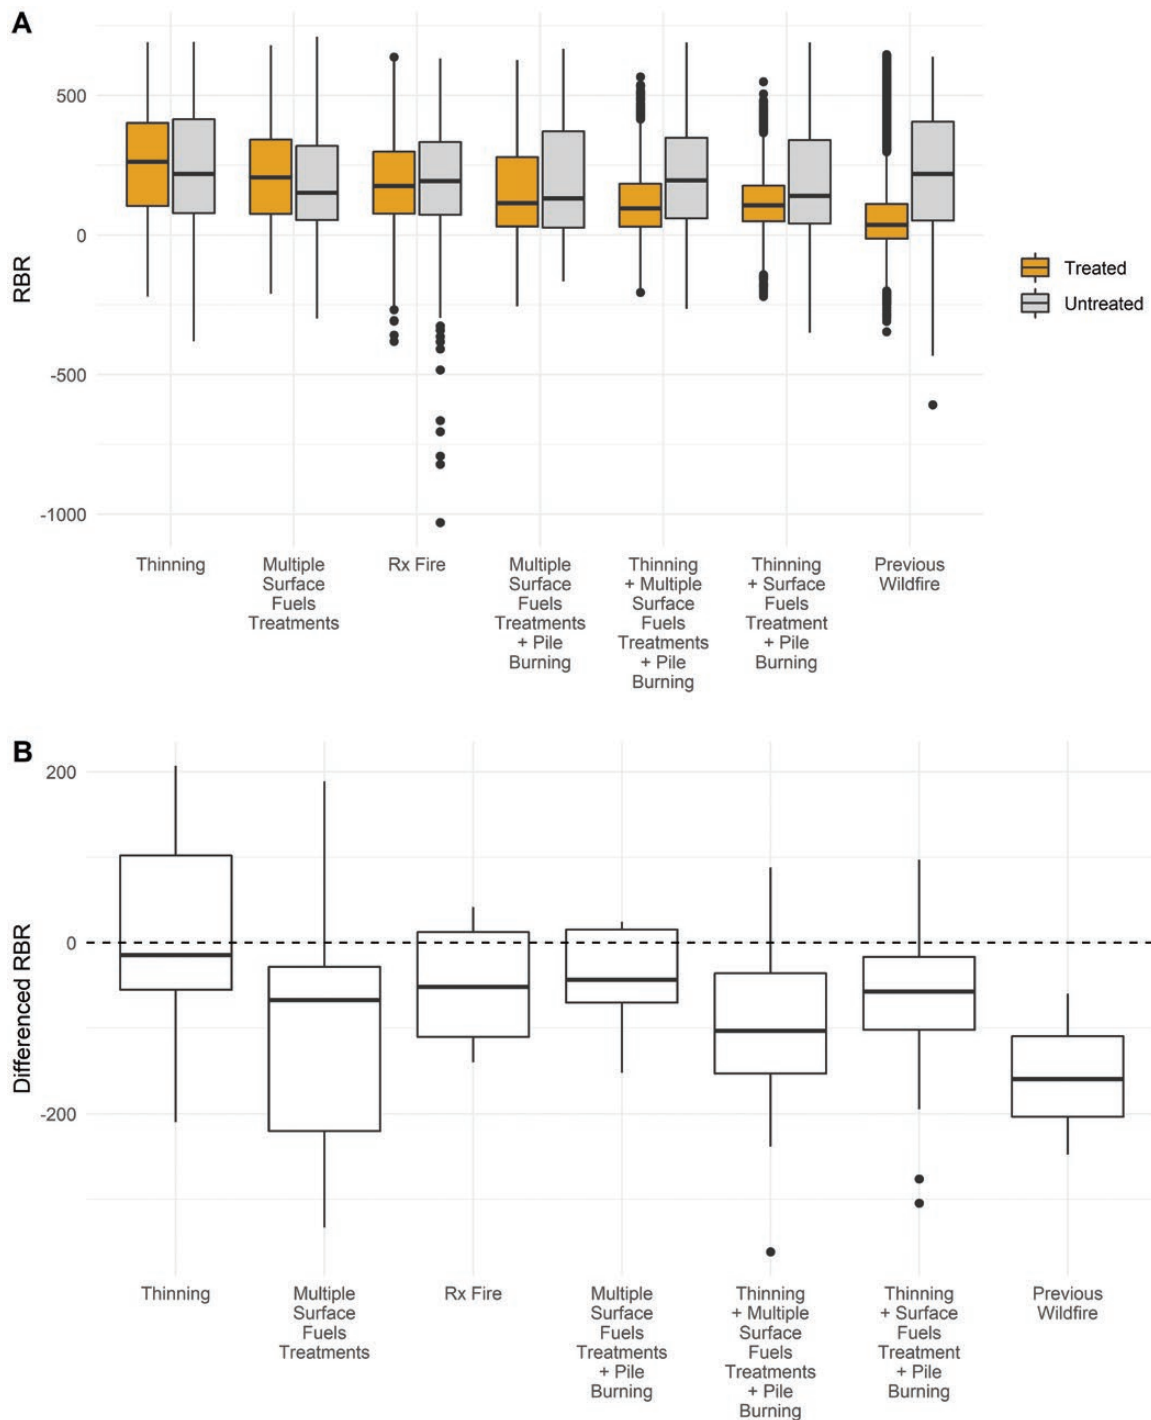 A
500
0
-500
-1000
RBR
Treated
Untreated
Thinning
Multiple
Surface
Fuels
Treatments
Rx Fire
Multiple
Surface
Fuels
Treatments
+ Pile
Burning
Thinning
+ Multiple
Surface
Fuels
Treatments
+ Pile
Burning
Thinning
+ Surface
Fuels
Treatment
+ Pile
Burning
Previous
Wildfire
B
200
0
-200
Differenced RBR
Thinning
Multiple
Surface
Fuels
Treatments
Rx Fire
Multiple
Surface
Fuels
Treatments
+ Pile
Burning
Thinning
+ Multiple
Surface
Fuels
Treatments
+ Pile
Burning
Thinning
+ Surface
Fuels
Treatment
+ Pile
Burning
Previous
Wildfire